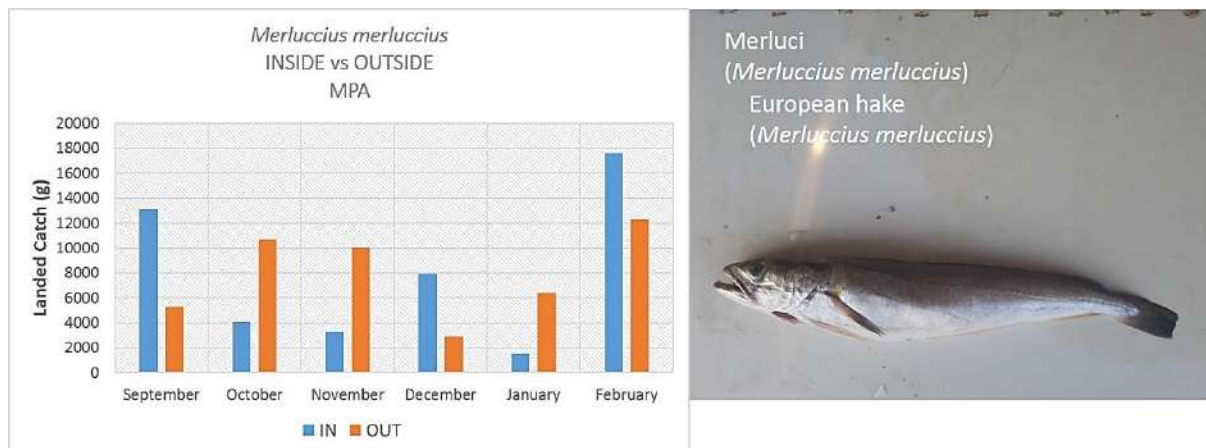 Merluccius merluccius
INSIDE vs OUTSIDE
MPA
Landed Catch (g)
20000
18000
16000
14000
12000
10000
8000
6000
4000
2000
0
September October November December January February
IN OUT
Merluci
(Merluccius merluccius)
European hake
(Merluccius merluccius)